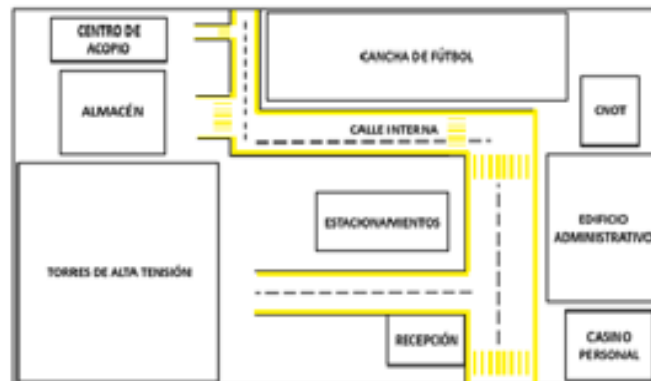 CENTRO DE
ACOPIO
CANCHA DE FÚTBOL
ALMACÉN
CNOT
CALLE INTERNA
ESTACIONAMIENTOS
EDIFICIO
ADMINISTRATIVO
TORRES DE ALTA TENSIÓN
RECEPCIÓN
CASINO
PERSONAL